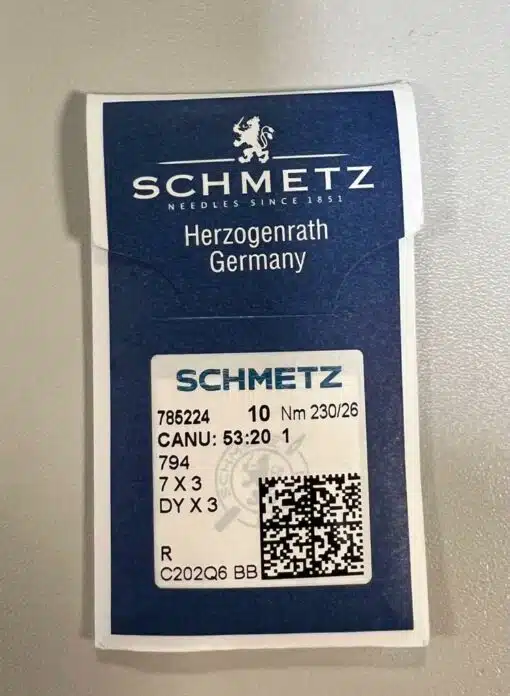 SCHMETZ
NEEDLES SINCE 1851
Herzogenrath
Germany
SCHMETZ
785224 10 Nm 230/26
CANU: 53:20 1
794
7 X 3
DY X 3
R
C202Q6 BB